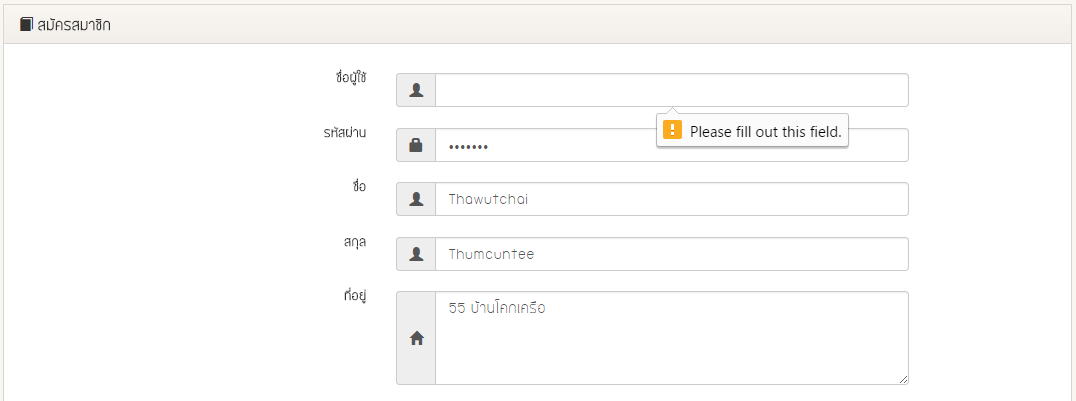 สมัครสมาชิก
ชื่อผู้ใช้
Please fill out this field.
รหัสผ่าน
•••••••
ชื่อ
Thawutchai
สกุล
Thumcuntee
ที่อยู่
55 บ้านโคกเครือ